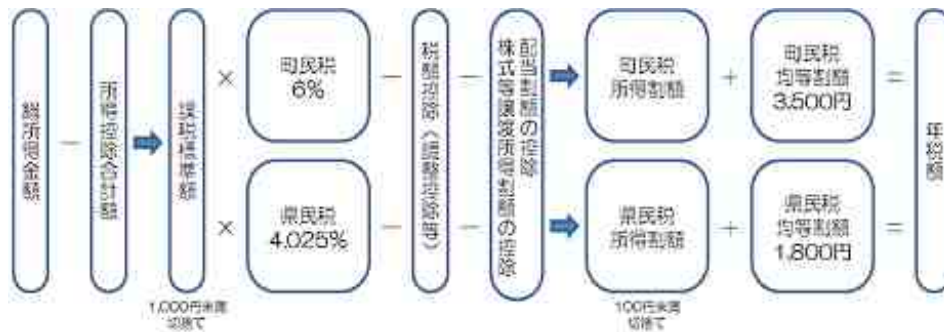 総所得金額
−
所得控除合計額
課税標準額
1,000円未満
切捨て
×
町民税
6%
×
県民税
4.025%
−
−
税額控除(調整控除等)
−
−
配当割額の控除
株式等譲渡所得割額の控除
町民税
所得割額
県民税
所得割額
100円未満
切捨て
+
町民税
均等割額
3,500円
+
県民税
均等割額
1,800円
=
=
年税額